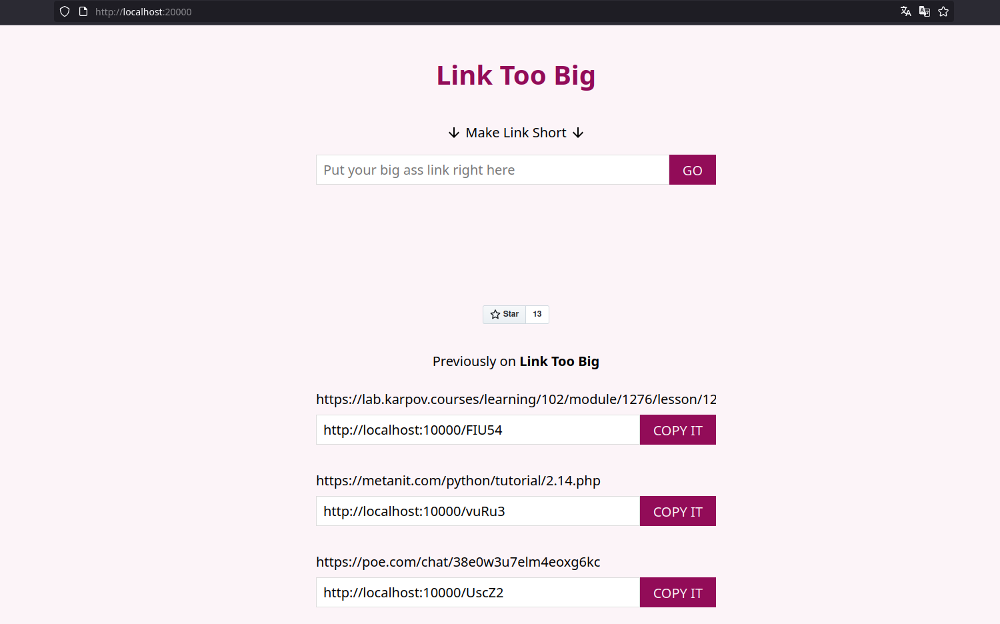 http://localhost:20000
Link Too Big
↓ Make Link Short ↓
Put your big ass link right here
GO
Star 13
Previously on Link Too Big
https://lab.karpov.courses/learning/102/module/1276/lesson/12
http://localhost:10000/FIU54
COPY IT
https://metanit.com/python/tutorial/2.14.php
http://localhost:10000/vuRu3
COPY IT
https://poe.com/chat/38e0w3u7elm4eoxg6kc
http://localhost:10000/UscZ2
COPY IT